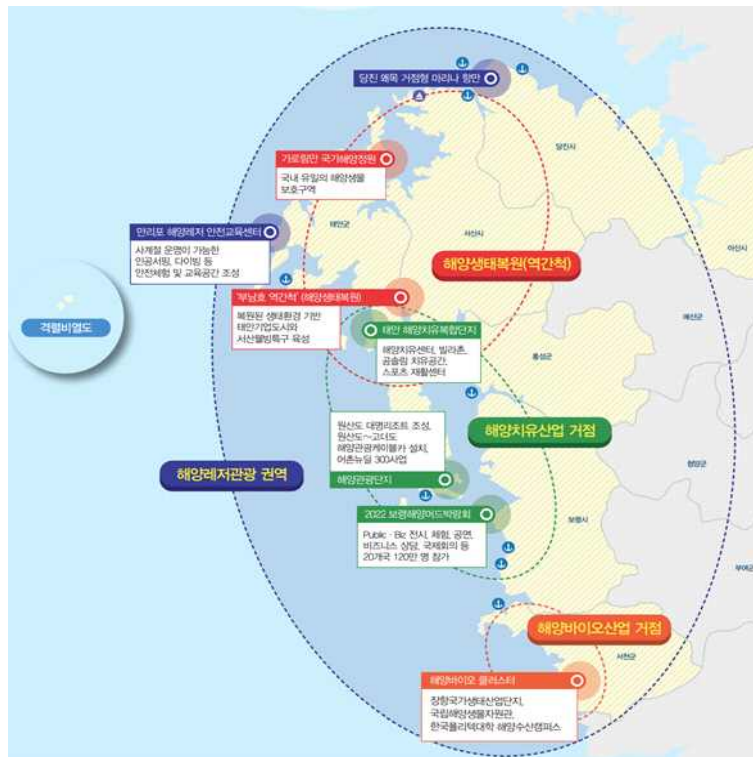 당진 왜목 거점형 마리나 항만
당진시
가로림만 국가해양정원
국내 유일의 해양생물
보호구역
태안군
서산시
아산시
만리포 해양레저 안전교육센터
사계절 운영이 가능한
인공서핑, 다이빙 등
안전체험 및 교육공간 조성
해양생태복원(역간척)
'부남호 역간척' (해양생태복원)
복원된 생태환경 기반
태안기업도시와
서산웰빙특구 육성
예산군
격렬비열도
태안 해양치유복합단지
해양치유센터, 빌라촌,
곰솔림 치유공간,
스포츠 재활센터
홍성군
원산도 대명리조트 조성,
원산도~고대도
해양관광케이블카 설치,
어촌뉴딜 300사업
해양관광단지
해양치유산업 거점
해양레저관광 권역
청양군
2022 보령해양머드박람회
Public · Biz 전시, 체험, 공연,
비즈니스 상담, 국제회의 등
20개국 120만 명 참가
보령시
부여군
해양바이오산업 거점
서천군
해양바이오 클러스터
장항국가생태산업단지,
국립해양생물자원관,
한국폴리텍대학 해양수산캠퍼스